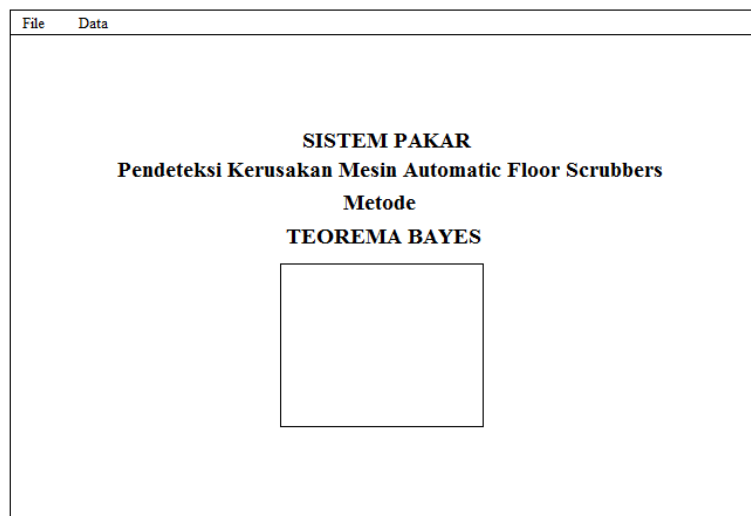 File Data
SISTEM PAKAR
Pendeteksi Kerusakan Mesin Automatic Floor Scrubbers
Metode
TEOREMA BAYES